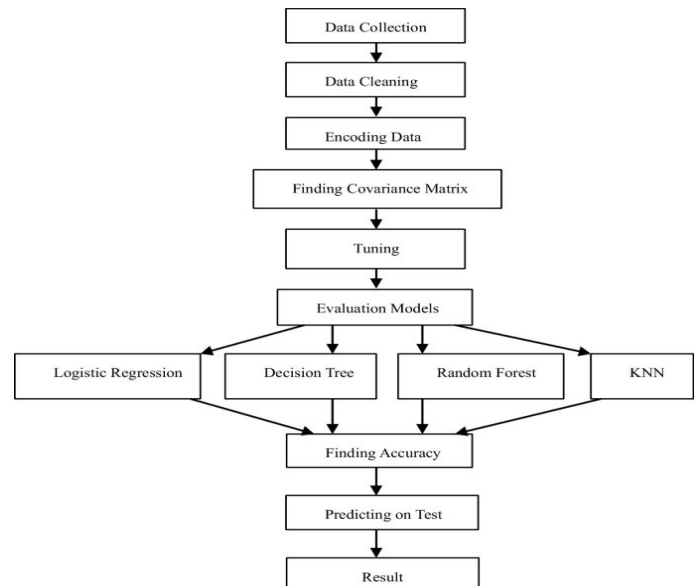 Data Collection
Data Cleaning
Encoding Data
Finding Covariance Matrix
Tuning
Evaluation Models
Logistic Regression
Decision Tree
Random Forest
KNN
Finding Accuracy
Predicting on Test
Result